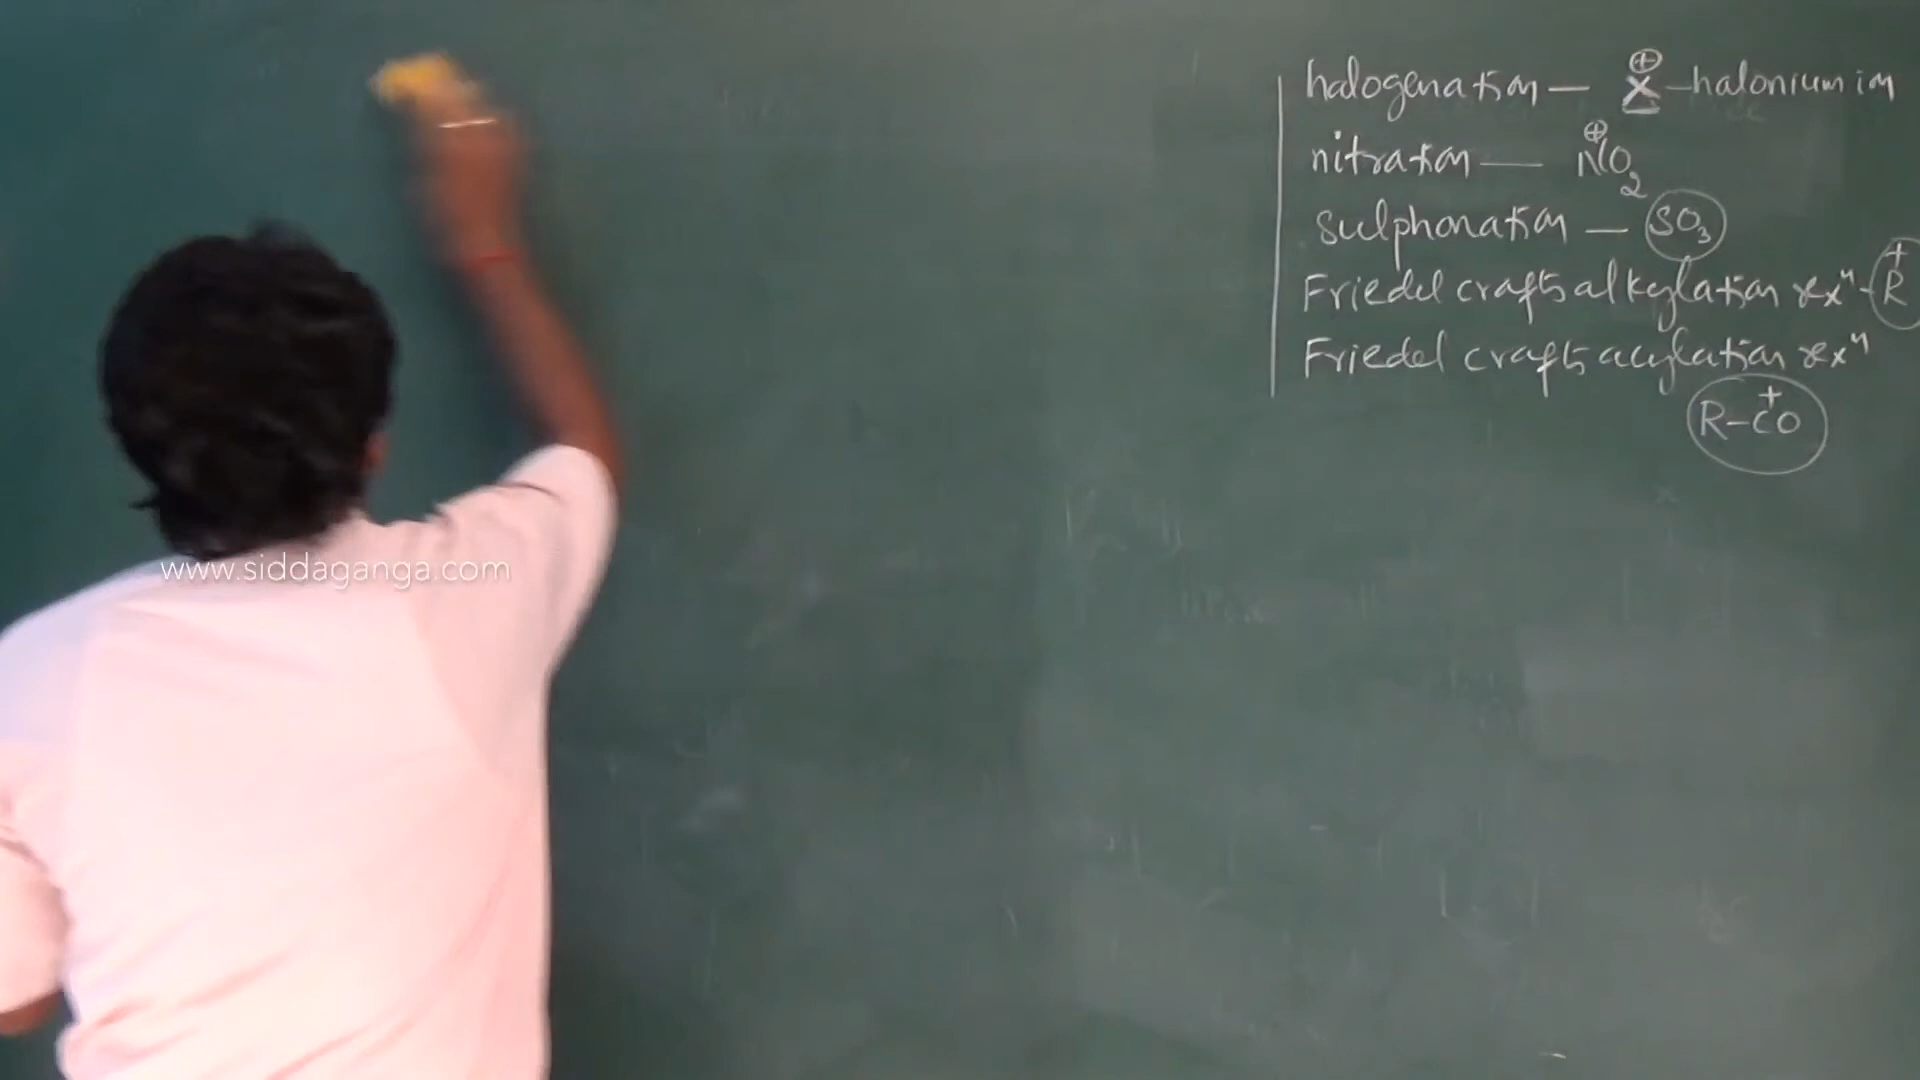 halogenation — X⊕ — halonium ion
nitration — N⊕O₂
sulphonation — SO₃
Friedel crafts alkylation rxⁿ - R⁺
Friedel crafts acylation rxⁿ
R-C⁺O
www.siddaganga.com